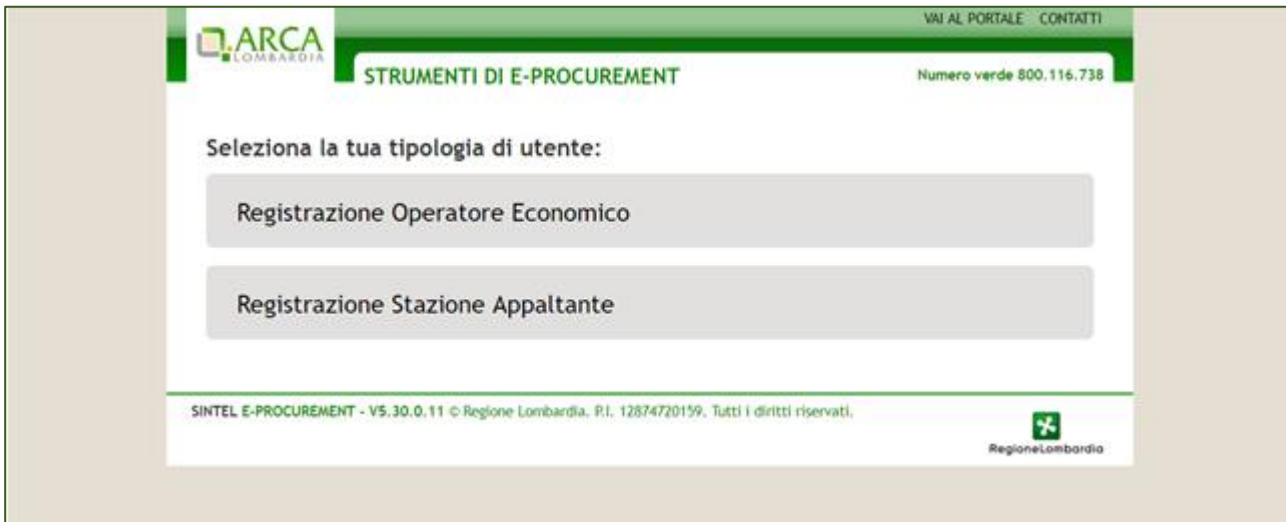 VAI AL PORTALE CONTATTI
ARCA
LOMBARDIA
STRUMENTI DI E-PROCUREMENT
Numero verde 800.116.738
Seleziona la tua tipologia di utente:
Registrazione Operatore Economico
Registrazione Stazione Appaltante
SINTEL E-PROCUREMENT - V5.30.0.11 © Regione Lombardia. P.I. 12874720159. Tutti i diritti riservati.
RegioneLombardia